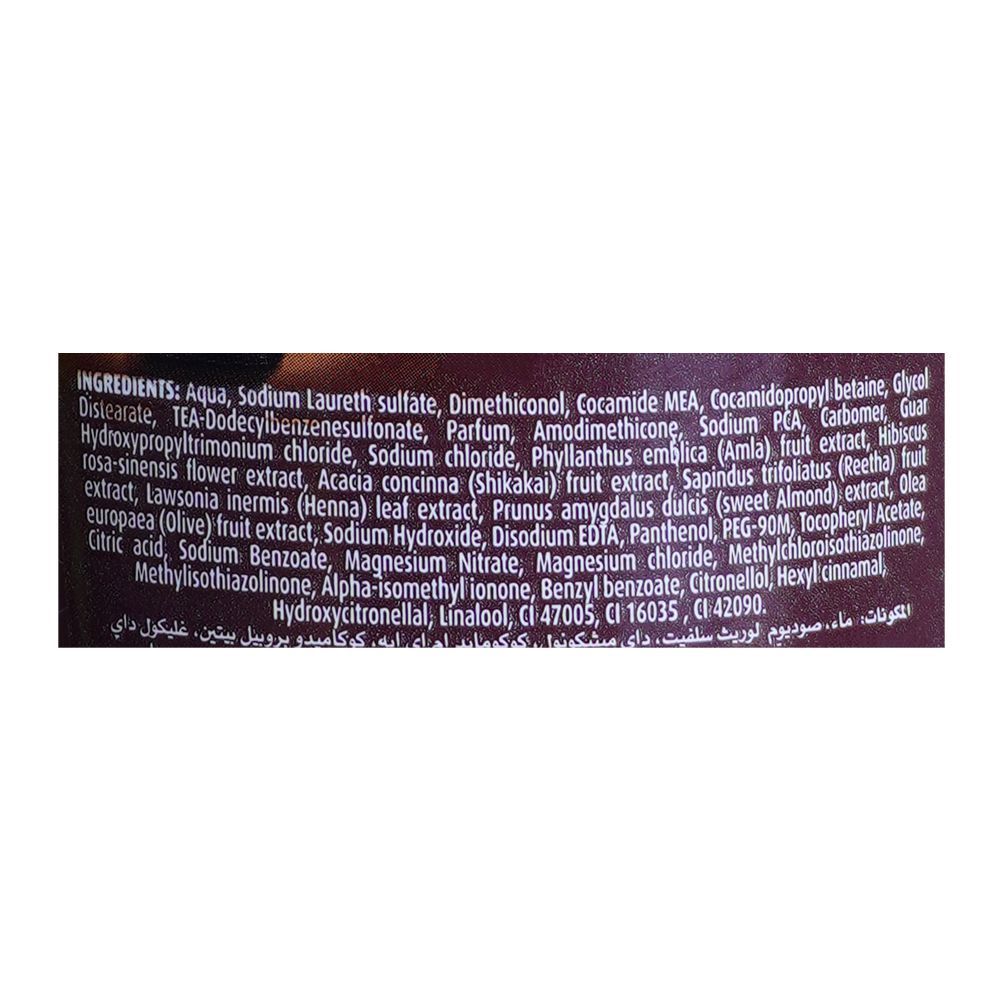 INGREDIENTS: Aqua, Sodium Laureth sulfate, Dimethiconol, Cocamide MEA, Cocamidopropyl betaine, Glycol
Distearate, TEA-Dodecylbenzenesulfonate, Parfum, Amodimethicone, Sodium PCA, Carbomer, Guar
Hydroxypropyltrimonium chloride, Sodium chloride, Phyllanthus emblica (Amla) fruit extract, Hibiscus
rosa-sinensis flower extract, Acacia concinna (Shikakai) fruit extract, Sapindus trifoliatus (Reetha) fruit
extract, Lawsonia inermis (Henna) leaf extract, Prunus amygdalus dulcis (sweet Almond) extract, Olea
europaea (Olive) fruit extract, Sodium Hydroxide, Disodium EDTA, Panthenol, PEG-90M, Tocopheryl Acetate,
Citric acid, Sodium Benzoate, Magnesium Nitrate, Magnesium chloride, Methylchloroisothiazolinone,
Methylisothiazolinone, Alpha-isomethyl ionone, Benzyl benzoate, Citronellol, Hexyl cinnamal,
Hydroxycitronellal, Linalool, CI 47005, CI 16035, CI 42090.
المكونات: ماء، صوديوم لوريث سلفيت، داي ميثيكونول، كوكومايد ام اي ايه، كوكاميدو بروبيل بيتين، غليكول داي